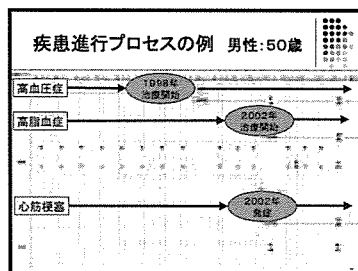 疾患進行プロセスの例 男性:50歳
高血圧症
1998年
治療開始
高脂血症
2002年
治療開始
心筋梗塞
2002年
発症